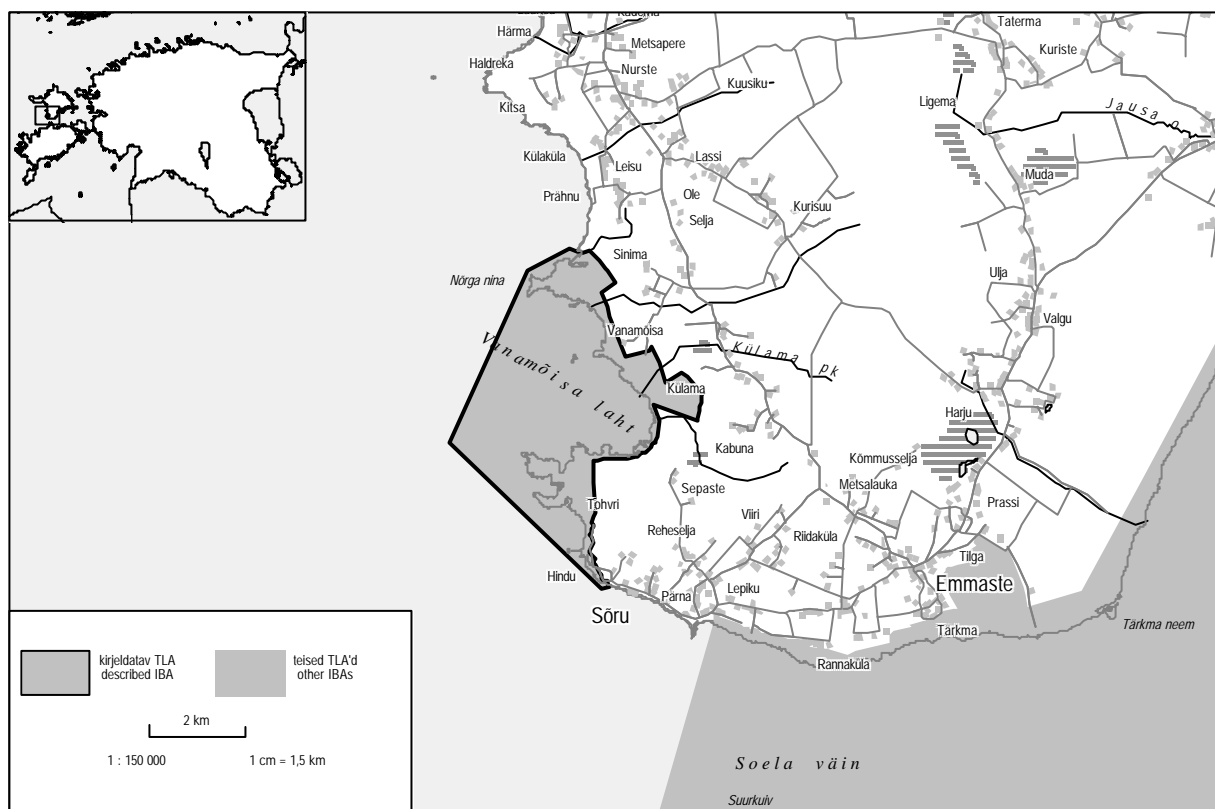 Kaderna
Härma
Taterma
Metsapere
Kuriste
Haldreka
Nurste
Kuusiku
Ligema
Kitsa
Jausa o.
Külaküla
Lassi
Leisu
Muda
Prähnu
Ole
Kurisuu
Selja
Sinima
Nõrga nina
Ulja
Valgu
Vanamõisa
Vanamõisa laht
Külama pk
Külama
Harju
Kabuna
Kõmmusselja
Metsalauka
Sepaste
Prassi
Tohvri
Viiri
Reheselja
Riidaküla
Tilga
Hindu
Emmaste
Pärna
Lepiku
Sõru
Tärkma
Tärkma neem
Rannaküla
kirjeldatav TLA
described IBA
teised TLA'd
other IBAs
2 km
1 : 150 000
1 cm = 1,5 km
Soela väin
Suurkuiv